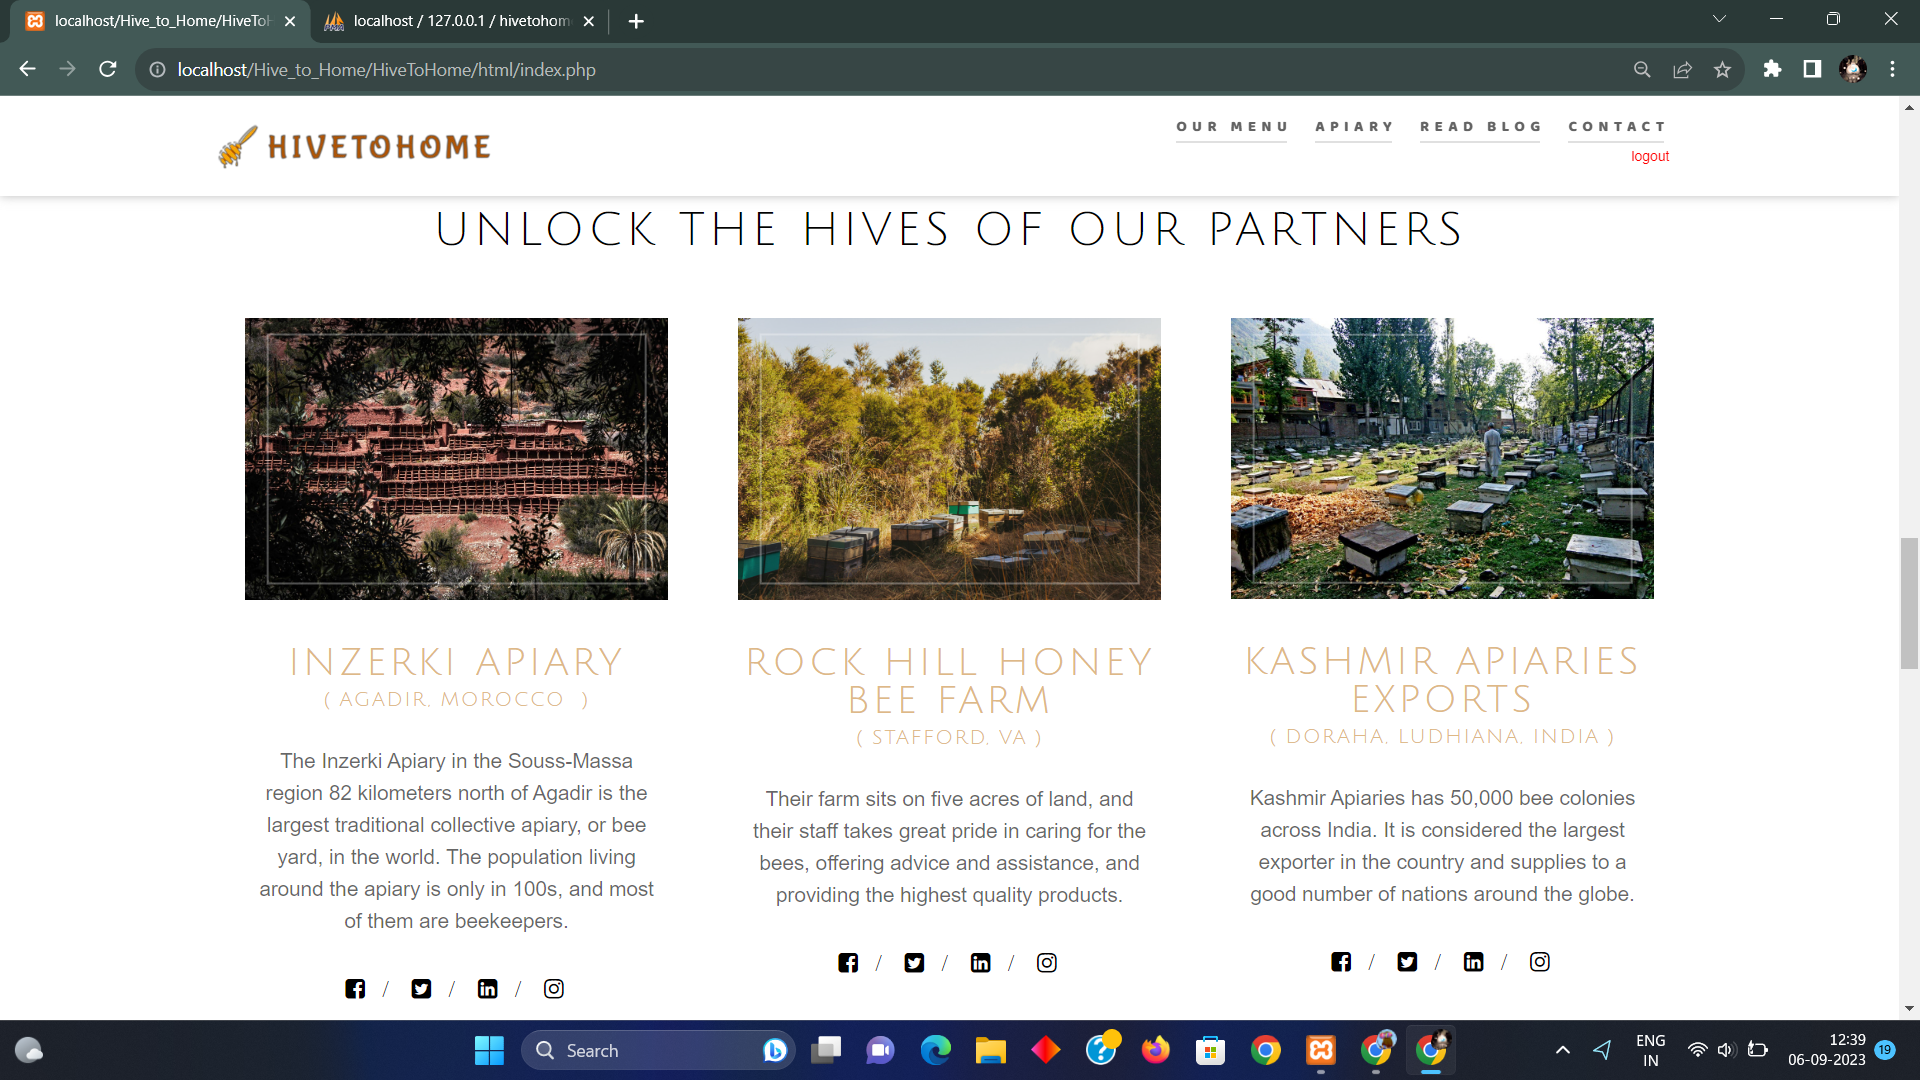 localhost/Hive_to_Home/HiveToH
localhost / 127.0.0.1 / hivetohom
localhost/Hive_to_Home/HiveToHome/html/index.php
HIVETOHOME
OUR MENU
APIARY
READ BLOG
CONTACT
logout
UNLOCK THE HIVES OF OUR PARTNERS
INZERKI APIARY
( AGADIR, MOROCCO )
The Inzerki Apiary in the Souss-Massa
region 82 kilometers north of Agadir is the
largest traditional collective apiary, or bee
yard, in the world. The population living
around the apiary is only in 100s, and most
of them are beekeepers.
/ / /
ROCK HILL HONEY
BEE FARM
( STAFFORD, VA )
Their farm sits on five acres of land, and
their staff takes great pride in caring for the
bees, offering advice and assistance, and
providing the highest quality products.
/ / /
KASHMIR APIARIES
EXPORTS
( DORAHA, LUDHIANA, INDIA )
Kashmir Apiaries has 50,000 bee colonies
across India. It is considered the largest
exporter in the country and supplies to a
good number of nations around the globe.
/ / /
Search
ENG
IN
12:39
06-09-2023
19